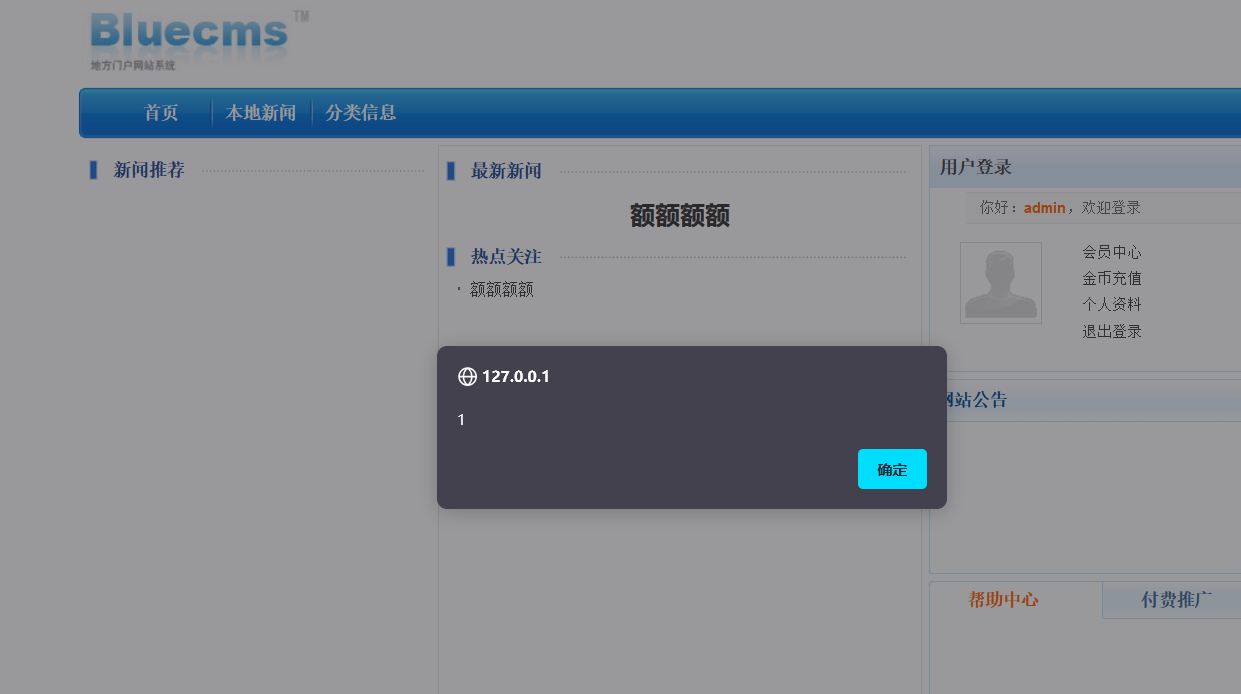 Bluecms TM
地方门户网站系统
首页 本地新闻 分类信息
新闻推荐
最新新闻
额额额额
热点关注
· 额额额额
用户登录
你好：admin，欢迎登录
会员中心
金币充值
个人资料
退出登录
127.0.0.1
1
确定
网站公告
帮助中心 付费推广